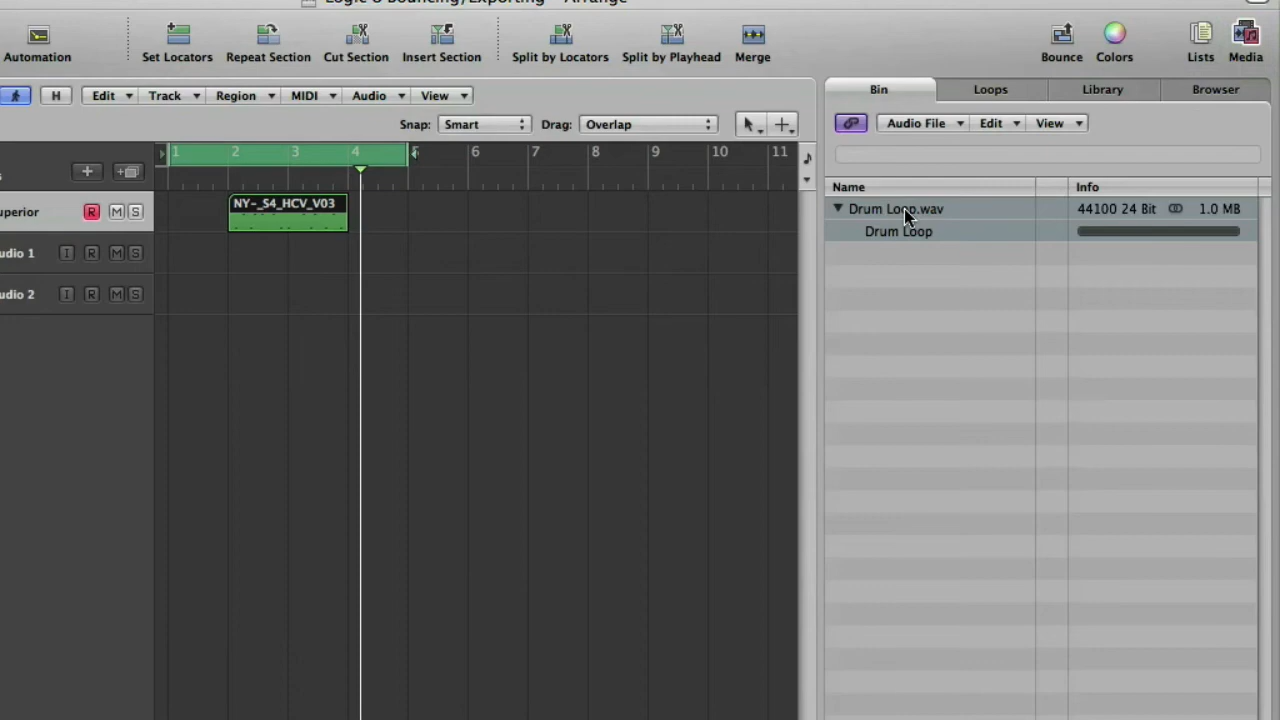 Logic 8 Bouncing/Exporting - Arrange
Automation Set Locators Repeat Section Cut Section Insert Section Split by Locators Split by Playhead Merge Bounce Colors Lists Media
H Edit Track Region MIDI Audio View
Bin Loops Library Browser
Snap: Smart Drag: Overlap
Audio File Edit View
1 2 3 4 5 6 7 8 9 10 11
Name Info
uperior R M S
NY-_S4_HCV_V03
Drum Loop.wav 44100 24 Bit 1.0 MB
Drum Loop
udio 1 I R M S
udio 2 I R M S